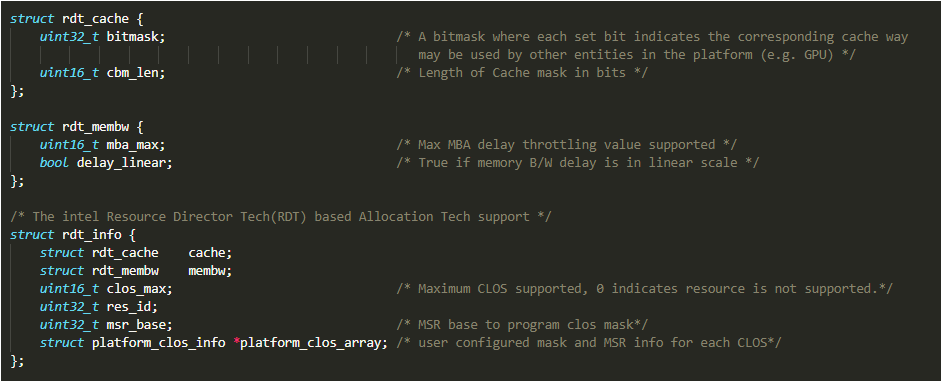 struct rdt_cache {
    uint32_t bitmask;                               /* A bitmask where each set bit indicates the corresponding cache way
                                                       may be used by other entities in the platform (e.g. GPU) */
    uint16_t cbm_len;                               /* Length of Cache mask in bits */
};

struct rdt_membw {
    uint16_t mba_max;                               /* Max MBA delay throttling value supported */
    bool delay_linear;                              /* True if memory B/W delay is in linear scale */
};

/* The intel Resource Director Tech(RDT) based Allocation Tech support */
struct rdt_info {
    struct rdt_cache    cache;
    struct rdt_membw    membw;
    uint16_t clos_max;                              /* Maximum CLOS supported, 0 indicates resource is not supported.*/
    uint32_t res_id;
    uint32_t msr_base;                              /* MSR base to program clos mask*/
    struct platform_clos_info *platform_clos_array; /* user configured mask and MSR info for each CLOS*/
};